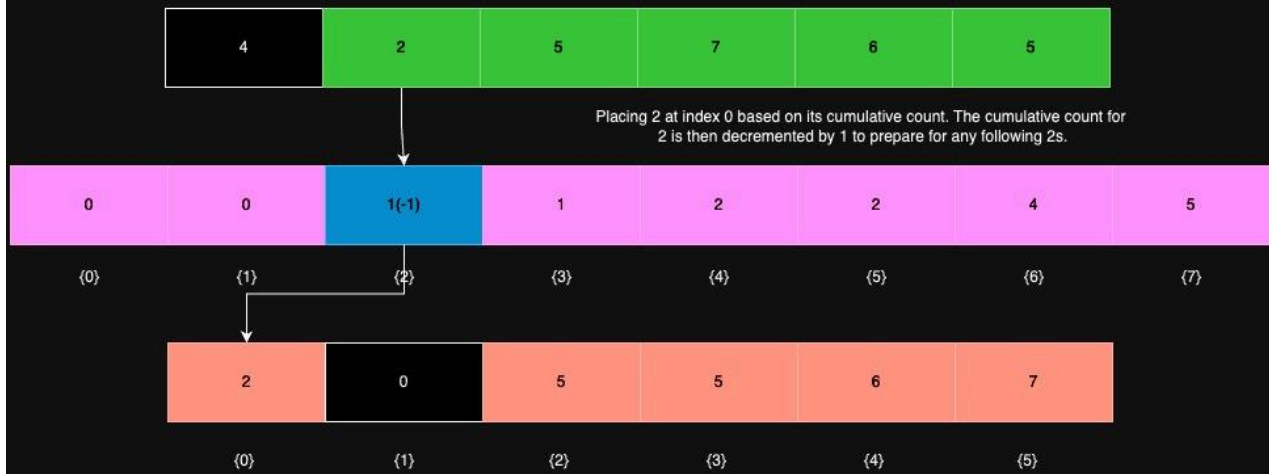 4 2 5 7 6 5
Placing 2 at index 0 based on its cumulative count. The cumulative count for
2 is then decremented by 1 to prepare for any following 2s.
0 0 1(-1) 1 2 2 4 5
{0} {1} {2} {3} {4} {5} {6} {7}
2 0 5 5 6 7
{0} {1} {2} {3} {4} {5}